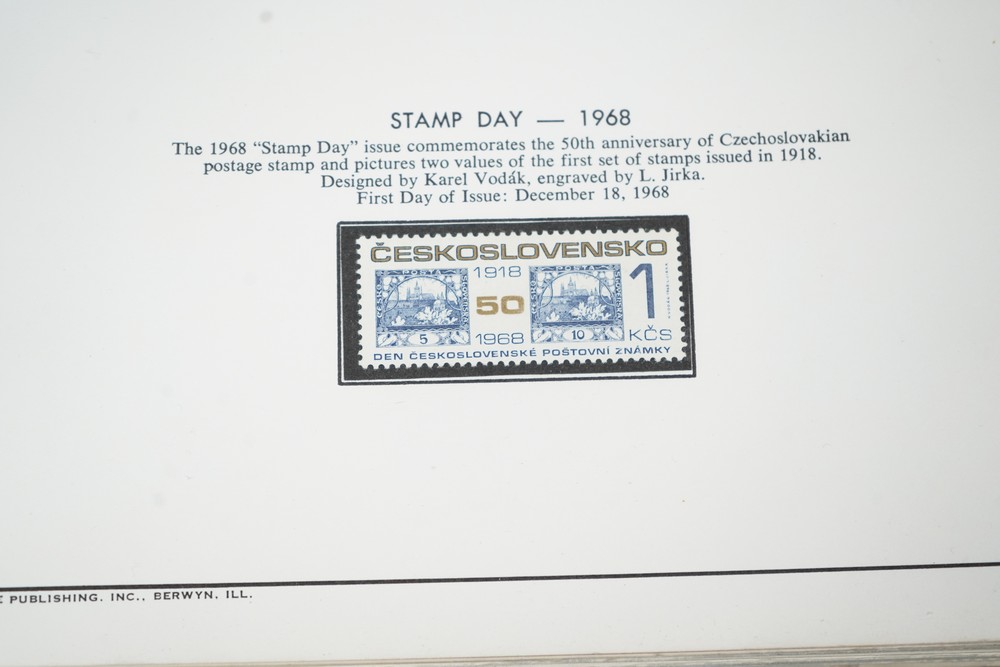 STAMP DAY — 1968
The 1968 “Stamp Day” issue commemorates the 50th anniversary of Czechoslovakian
postage stamp and pictures two values of the first set of stamps issued in 1918.
Designed by Karel Vodák, engraved by L. Jirka.
First Day of Issue: December 18, 1968
ČESKOSLOVENSKO
1918
50
1
5
1968
10
KČS
DEN ČESKOSLOVENSKÉ POŠTOVNÍ ZNÁMKY
E PUBLISHING, INC., BERWYN, ILL.